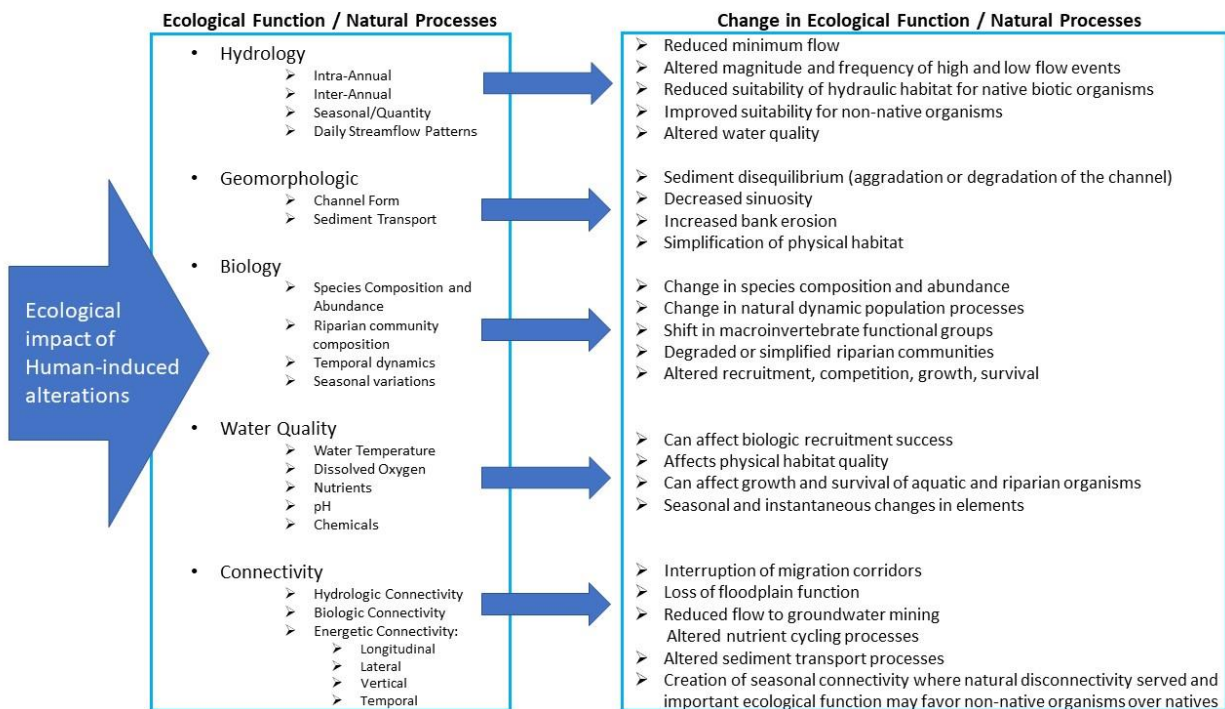 Ecological Function / Natural Processes
Change in Ecological Function / Natural Processes
Ecological
impact of
Human-induced
alterations
• Hydrology
➢ Intra-Annual
➢ Inter-Annual
➢ Seasonal/Quantity
➢ Daily Streamflow Patterns
➢ Reduced minimum flow
➢ Altered magnitude and frequency of high and low flow events
➢ Reduced suitability of hydraulic habitat for native biotic organisms
➢ Improved suitability for non-native organisms
➢ Altered water quality
• Geomorphologic
➢ Channel Form
➢ Sediment Transport
➢ Sediment disequilibrium (aggradation or degradation of the channel)
➢ Decreased sinuosity
➢ Increased bank erosion
➢ Simplification of physical habitat
• Biology
➢ Species Composition and
Abundance
➢ Riparian community
composition
➢ Temporal dynamics
➢ Seasonal variations
➢ Change in species composition and abundance
➢ Change in natural dynamic population processes
➢ Shift in macroinvertebrate functional groups
➢ Degraded or simplified riparian communities
➢ Altered recruitment, competition, growth, survival
• Water Quality
➢ Water Temperature
➢ Dissolved Oxygen
➢ Nutrients
➢ pH
➢ Chemicals
➢ Can affect biologic recruitment success
➢ Affects physical habitat quality
➢ Can affect growth and survival of aquatic and riparian organisms
➢ Seasonal and instantaneous changes in elements
• Connectivity
➢ Hydrologic Connectivity
➢ Biologic Connectivity
➢ Energetic Connectivity:
➢ Longitudinal
➢ Lateral
➢ Vertical
➢ Temporal
➢ Interruption of migration corridors
➢ Loss of floodplain function
➢ Reduced flow to groundwater mining
Altered nutrient cycling processes
➢ Altered sediment transport processes
➢ Creation of seasonal connectivity where natural disconnectivity served and
important ecological function may favor non-native organisms over natives